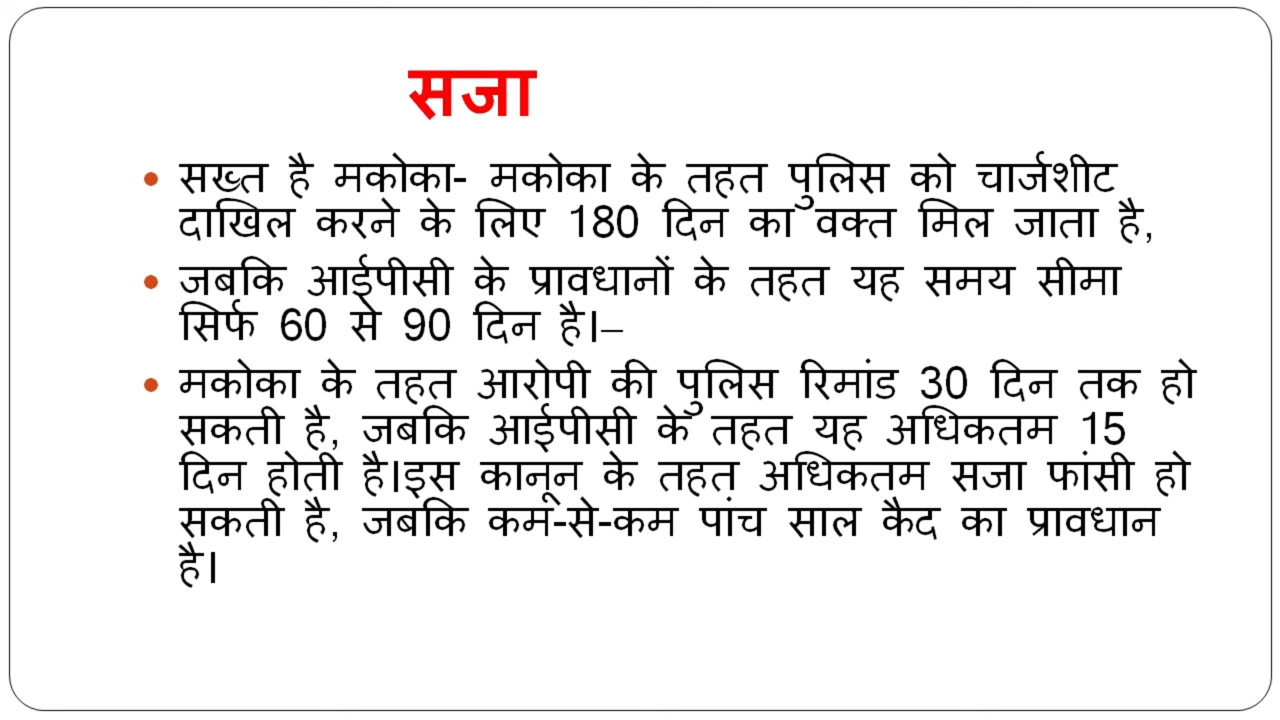 सजा
• सख्त है मकोका- मकोका के तहत पुलिस को चार्जशीट
दाखिल करने के लिए 180 दिन का वक्त मिल जाता है,
• जबकि आईपीसी के प्रावधानों के तहत यह समय सीमा
सिर्फ 60 से 90 दिन है।–
• मकोका के तहत आरोपी की पुलिस रिमांड 30 दिन तक हो
सकती है, जबकि आईपीसी के तहत यह अधिकतम 15
दिन होती है।इस कानून के तहत अधिकतम सजा फांसी हो
सकती है, जबकि कम-से-कम पांच साल कैद का प्रावधान
है।